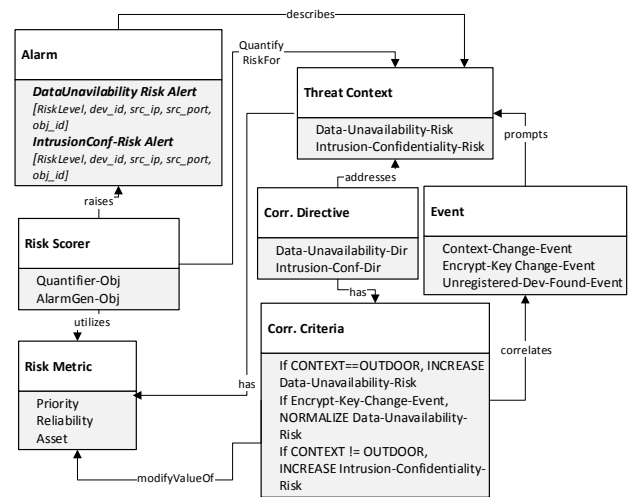 describes
Alarm
DataUnavilability Risk Alert
[RiskLevel, dev_id, src_ip, src_port,
obj_id]
IntrusionConf-Risk Alert
[RiskLevel, dev_id, src_ip, src_port,
obj_id]
Quantify
RiskFor
Threat Context
Data-Unavailability-Risk
Intrusion-Confidentiality-Risk
prompts
addresses
raises
Risk Scorer
Quantifier-Obj
AlarmGen-Obj
Corr. Directive
Data-Unavailability-Dir
Intrusion-Conf-Dir
Event
Context-Change-Event
Encrypt-Key Change-Event
Unregistered-Dev-Found-Event
has
utilizes
Risk Metric
Priority
Reliability
Asset
has
Corr. Criteria
If CONTEXT==OUTDOOR, INCREASE
Data-Unavailability-Risk
If Encrypt-Key-Change-Event,
NORMALIZE Data-Unavailability-
Risk
If CONTEXT != OUTDOOR,
INCREASE Intrusion-Confidentiality-
Risk
correlates
modifyValueOf